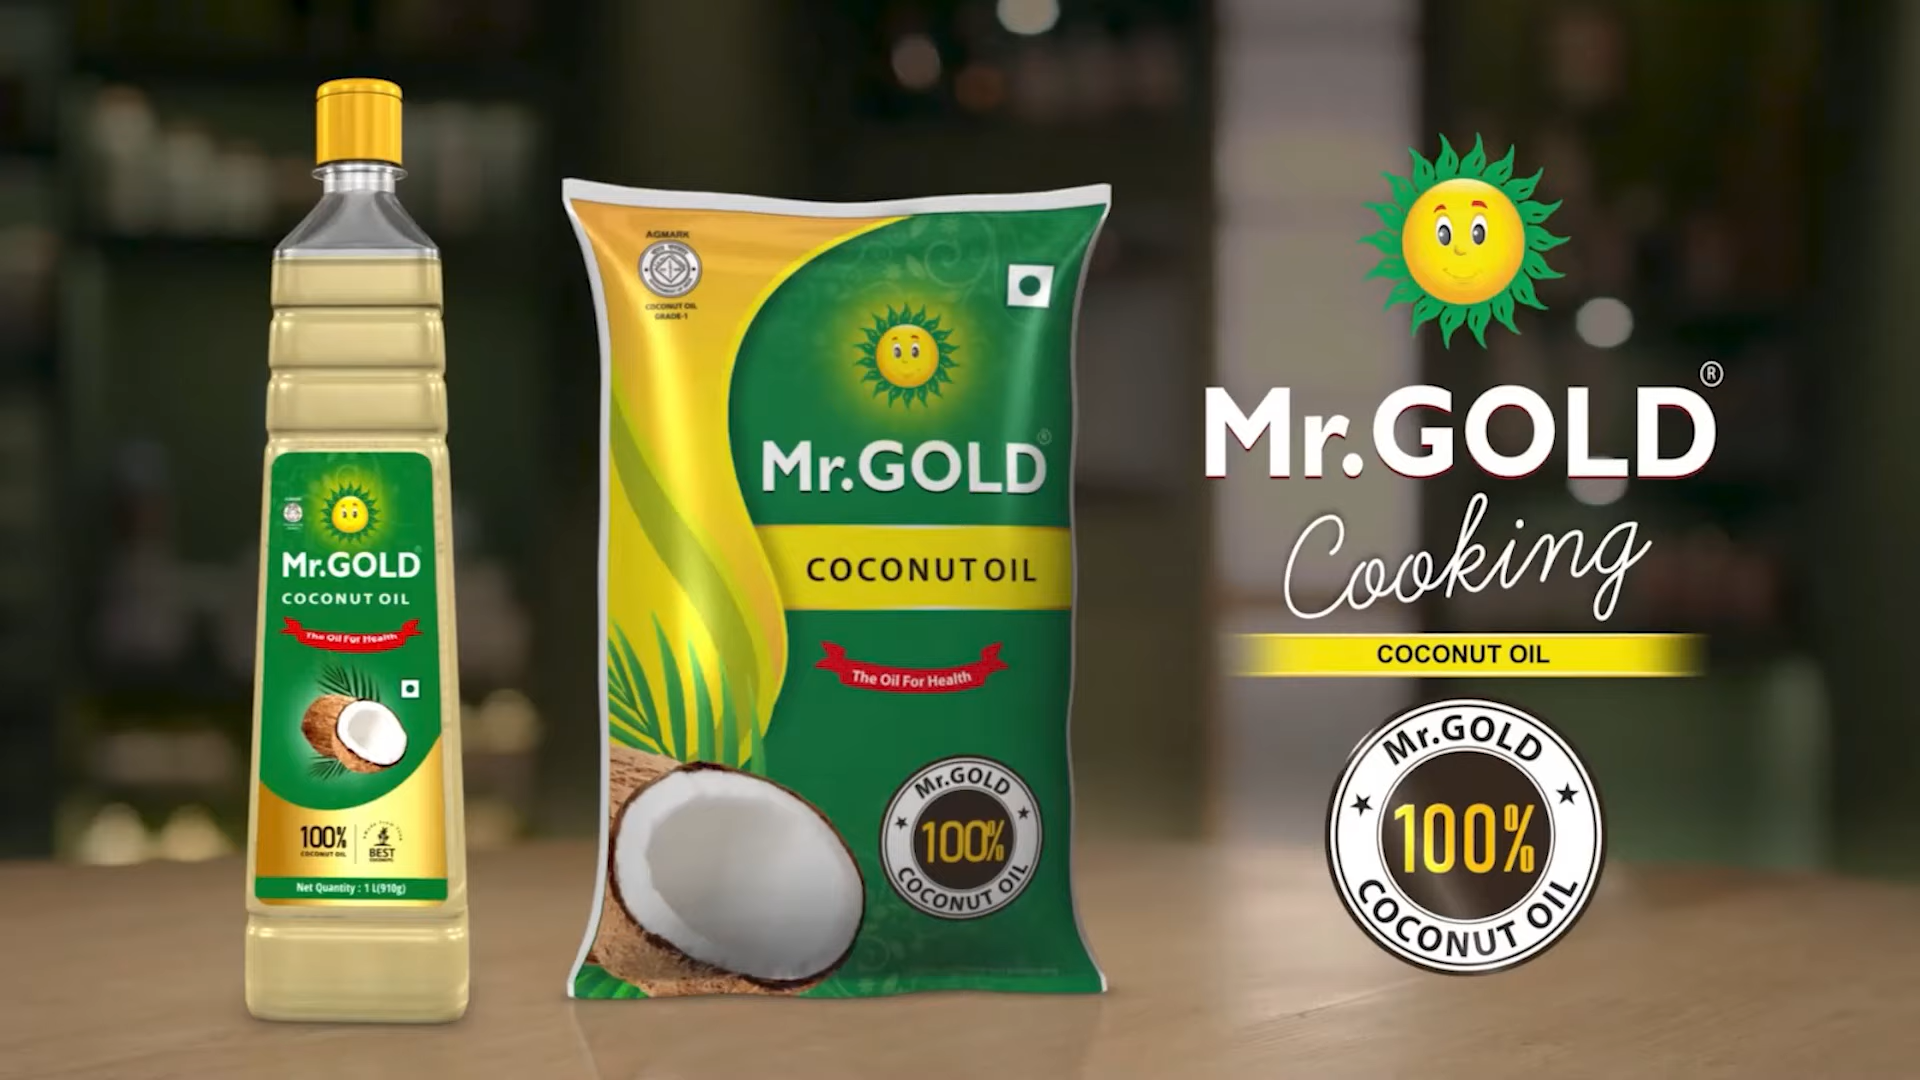 Mr.GOLD
COCONUT OIL
The Oil For Health
100%
COCONUT OIL
BEST
Net Quantity : 1 L(910g)
AGMARK
COCONUT OIL
GRADE-1
Mr.GOLD®
COCONUT OIL
The Oil For Health
Mr.GOLD
100%
COCONUT OIL
Mr.GOLD®
Cooking
COCONUT OIL
Mr.GOLD
100%
COCONUT OIL